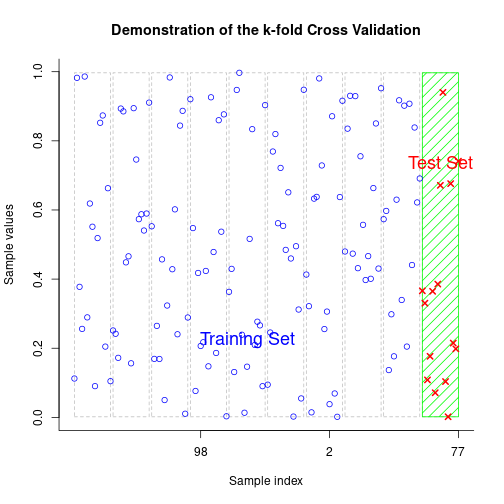 Demonstration of the k-fold Cross Validation
Sample values
1.0
0.8
0.6
0.4
0.2
0.0
Test Set
Training Set
98
2
77
Sample index